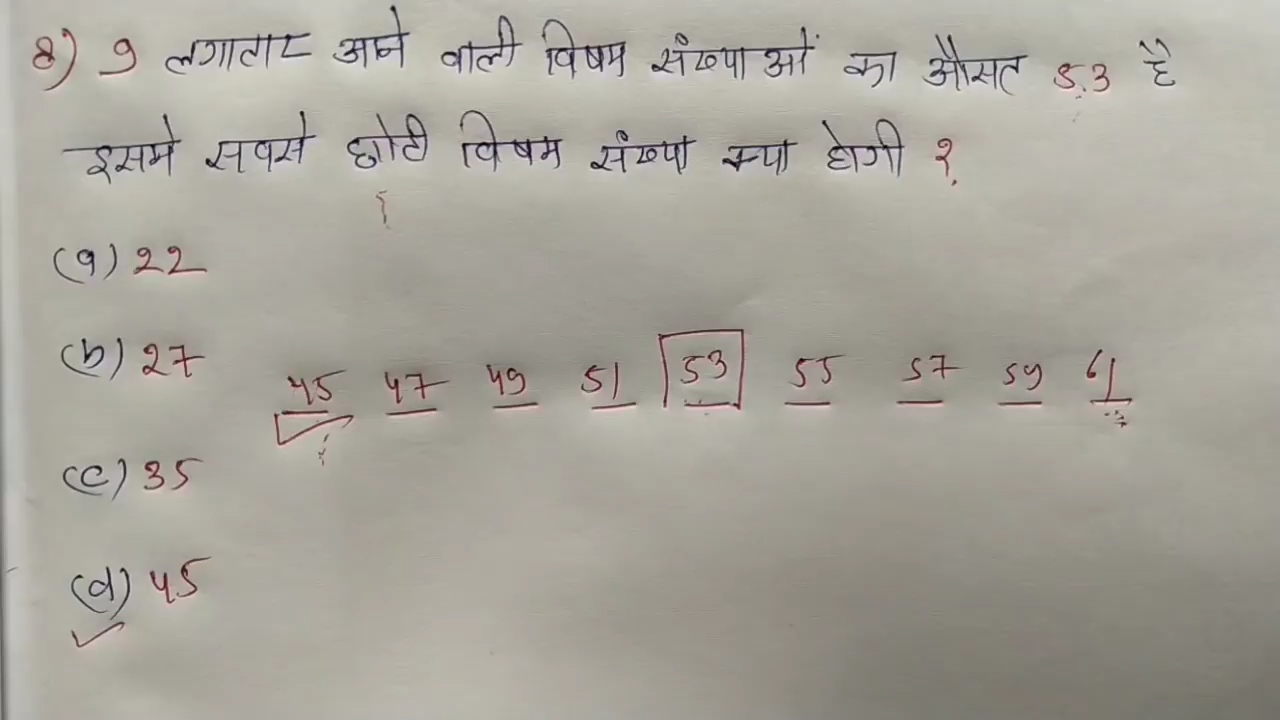 8) 9 लगातार आने वाली विषम संख्याओं का औसत 53 है
इसमे सबसे छोटी विषम संख्या क्या होगी ?
(a) 22
(b) 27
45 47 49 51 53 55 57 59 61
(c) 35
(d) 45